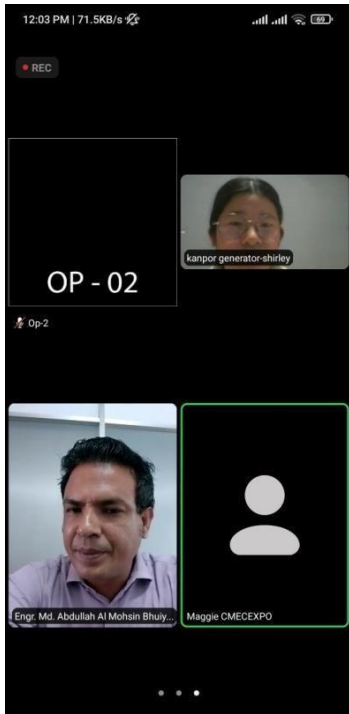 12:03 PM | 71.5KB/s
69
REC
OP - 02
kanpor generator-shirley
Op-2
Engr. Md. Abdullah Al Mohsin Bhuiy...
Maggie CMECEXPO